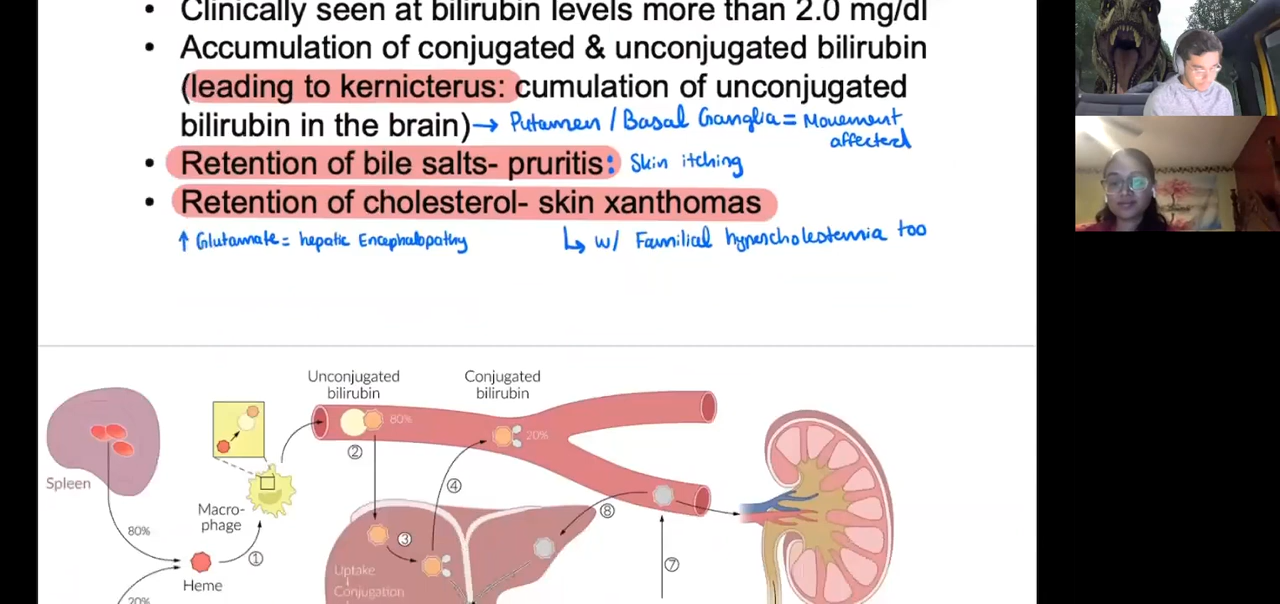 • Clinically seen at bilirubin levels more than 2.0 mg/dl
• Accumulation of conjugated & unconjugated bilirubin
(leading to kernicterus: cumulation of unconjugated
bilirubin in the brain) → Putamen / Basal Ganglia = Movement
affected
• Retention of bile salts- pruritis: Skin itching
• Retention of cholesterol- skin xanthomas
↑ Glutamate = hepatic Encephalopathy
↳ w/ Familial hypercholestemia too
Unconjugated
bilirubin
Conjugated
bilirubin
80%
20%
②
④
Spleen
Macro-
phage
⑧
80%
③
①
⑦
Heme
Uptake
Conjugation
20%